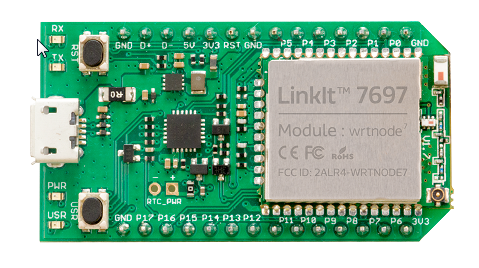 RX
TX
RST
GND D+ D- 5V 3V3 RST GND
P5 P4 P3 P2 P1 P0 GND
R0
LinkIt™ 7697
Module : wrtnode7
CE FC RoHS
FCC ID: 2ALR4-WRTNODE7
- +
RTC_PWR
PWR
USR
USR
GND P17 P16 P15 P14 P13 P12
P11 P10 P9 P8 P7 P6 3V3